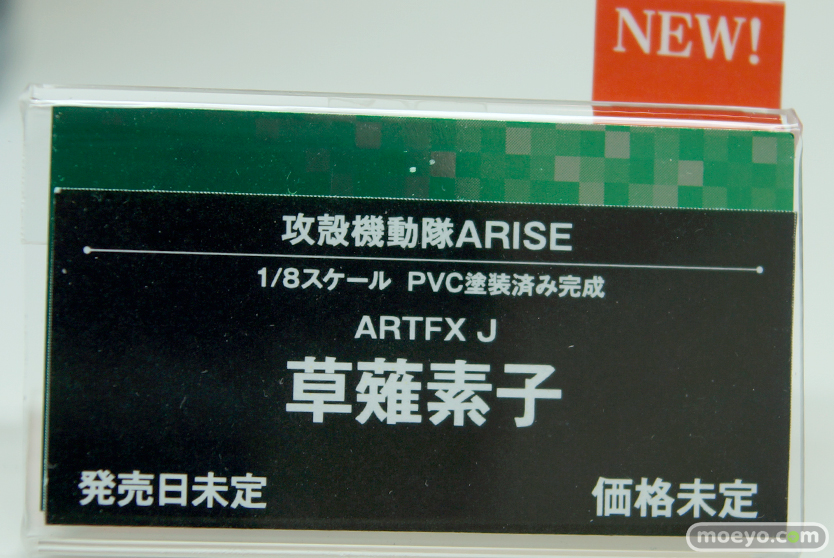 NEW!
攻殻機動隊ARISE
1/8スケール PVC塗装済み完成
ARTFX J
草薙素子
発売日未定 価格未定
moeyo.com